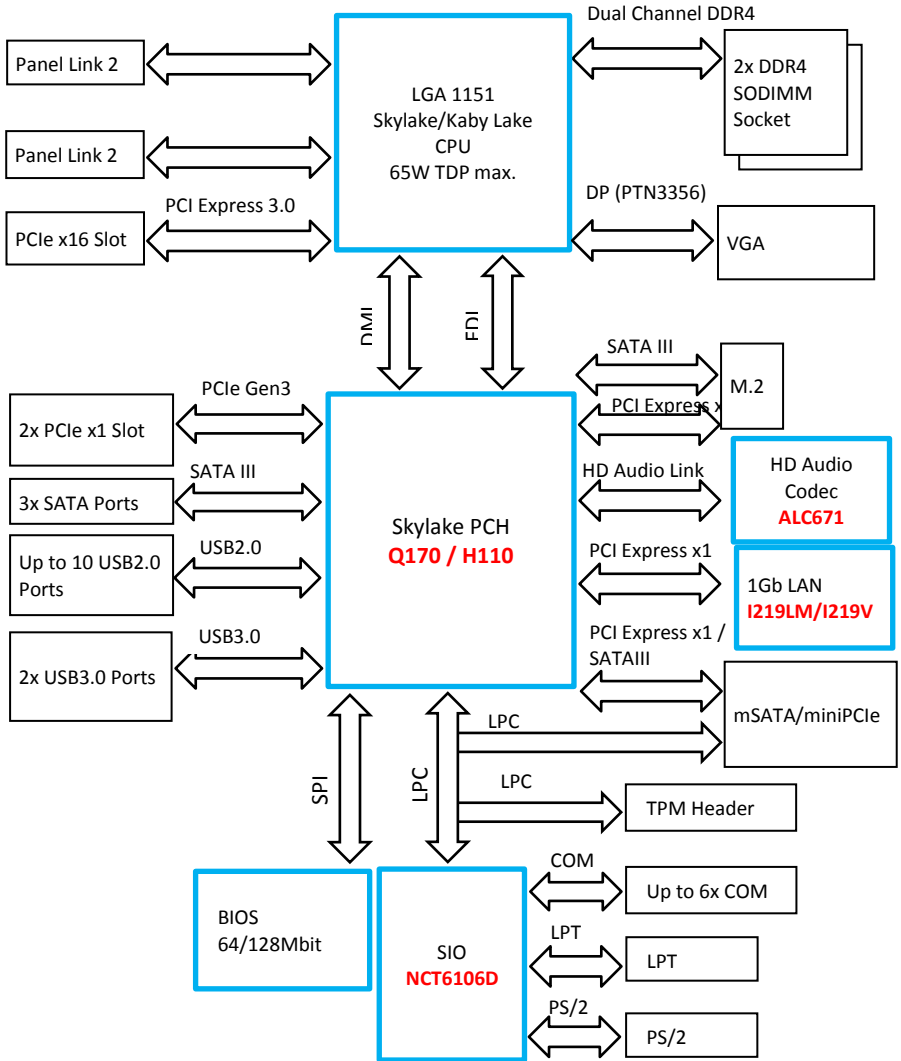 Dual Channel DDR4
Panel Link 2
LGA 1151
Skylake/Kaby Lake
CPU
65W TDP max.
2x DDR4
SODIMM
Socket
Panel Link 2
PCI Express 3.0
DP (PTN3356)
PCIe x16 Slot
VGA
DMI
FDI
SATA III
M.2
PCIe Gen3
PCI Express x
2x PCIe x1 Slot
HD Audio Link
HD Audio
Codec
ALC671
SATA III
3x SATA Ports
Skylake PCH
Q170 / H110
USB2.0
Up to 10 USB2.0
Ports
PCI Express x1
1Gb LAN
I219LM/I219V
USB3.0
2x USB3.0 Ports
PCI Express x1 /
SATAIII
mSATA/miniPCIe
LPC
SPI
LPC
LPC
TPM Header
COM
Up to 6x COM
BIOS
64/128Mbit
SIO
NCT6106D
LPT
LPT
PS/2
PS/2